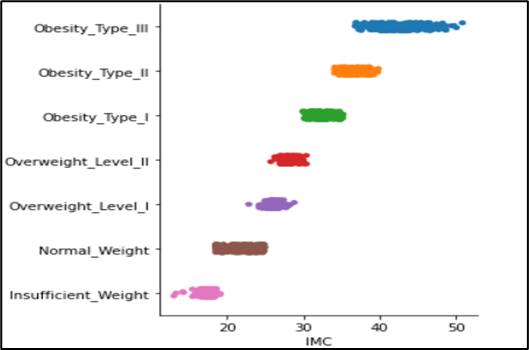 Obesity_Type_III
Obesity_Type_II
Obesity_Type_I
Overweight_Level_II
Overweight_Level_I
Normal_Weight
Insufficient_Weight
20 30 40 50
IMC